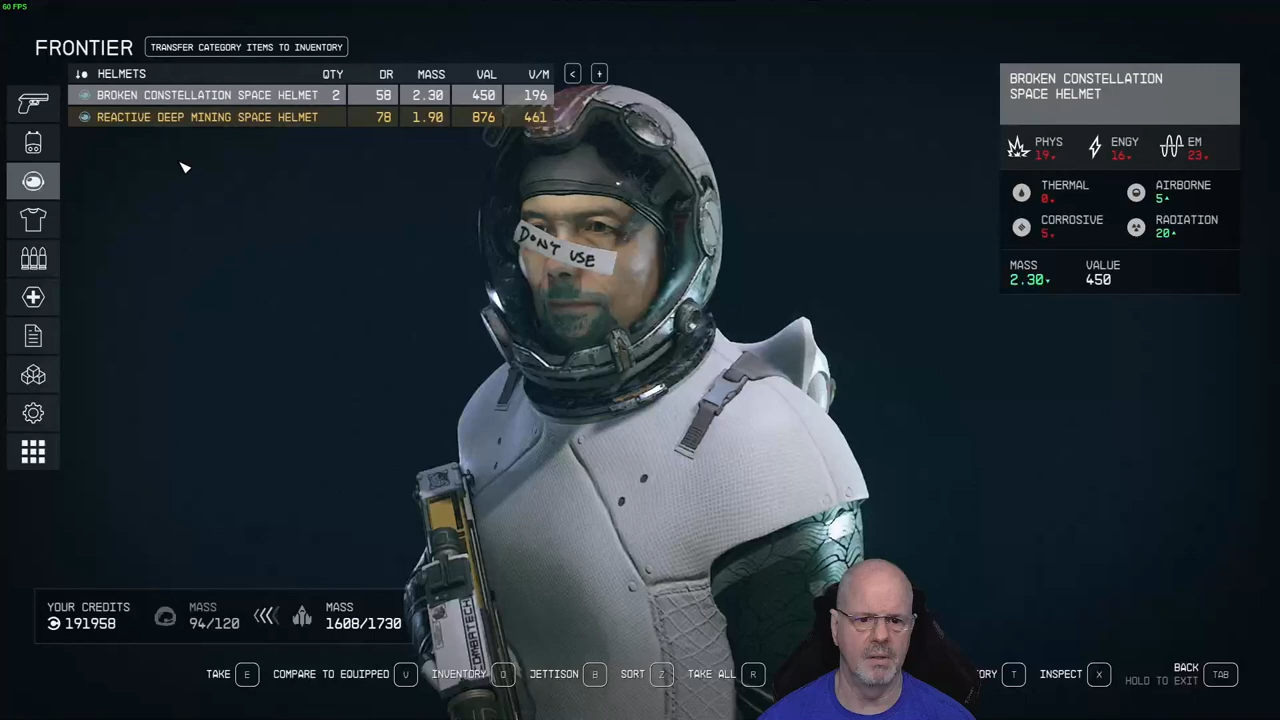 60 FPS
FRONTIER
TRANSFER CATEGORY ITEMS TO INVENTORY
HELMETS QTY DR MASS VAL V/M < +
BROKEN CONSTELLATION SPACE HELMET 2 58 2.30 450 196
REACTIVE DEEP MINING SPACE HELMET 78 1.90 876 461
BROKEN CONSTELLATION
SPACE HELMET
PHYS 19 ENGY 16 EM 23
THERMAL 0 AIRBORNE 5
CORROSIVE 5 RADIATION 20
MASS VALUE
2.30 450
DON'T USE
COMBATECH
YOUR CREDITS MASS MASS
191958 94/120 1608/1730
TAKE E COMPARE TO EQUIPPED V INVENTORY Q JETTISON B SORT Z TAKE ALL R ORY T INSPECT X BACK TAB
HOLD TO EXIT